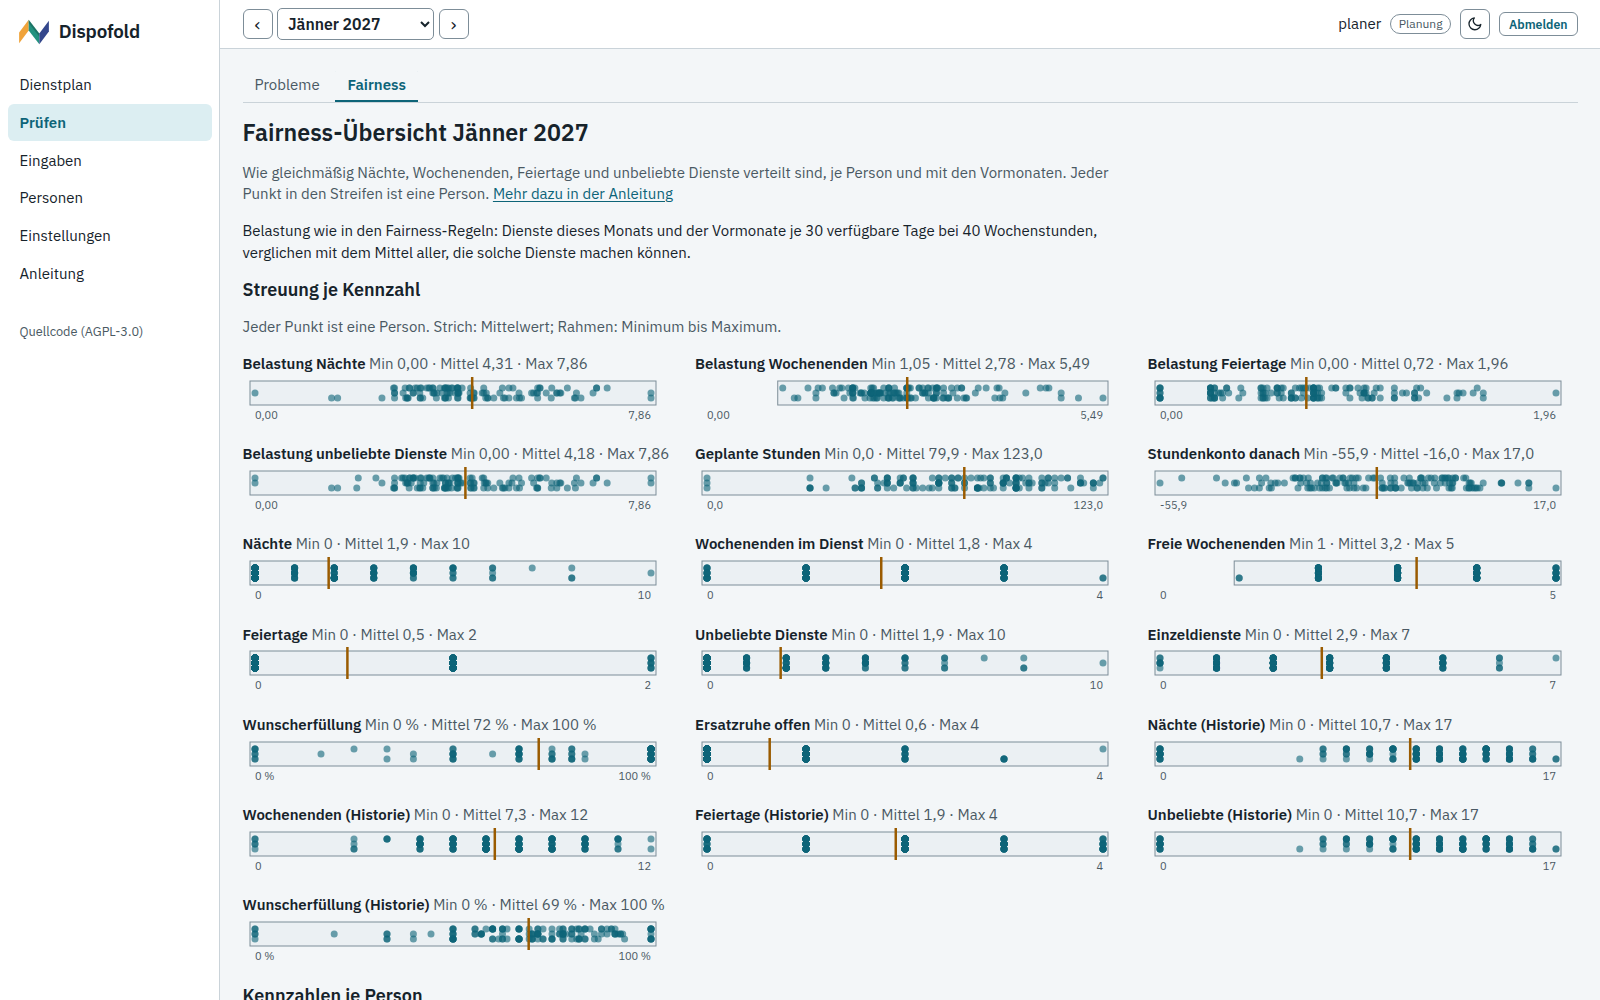 Dispofold
Dienstplan
Prüfen
Eingaben
Personen
Einstellungen
Anleitung
Quellcode (AGPL-3.0)
‹ Jänner 2027 ›
planer Planung Abmelden
Probleme Fairness
Fairness-Übersicht Jänner 2027
Wie gleichmäßig Nächte, Wochenenden, Feiertage und unbeliebte Dienste verteilt sind, je Person und mit den Vormonaten. Jeder
Punkt in den Streifen ist eine Person. Mehr dazu in der Anleitung
Belastung wie in den Fairness-Regeln: Dienste dieses Monats und der Vormonate je 30 verfügbare Tage bei 40 Wochenstunden,
verglichen mit dem Mittel aller, die solche Dienste machen können.
Streuung je Kennzahl
Jeder Punkt ist eine Person. Strich: Mittelwert; Rahmen: Minimum bis Maximum.
Belastung Nächte Min 0,00 · Mittel 4,31 · Max 7,86
0,00 7,86
Belastung Wochenenden Min 1,05 · Mittel 2,78 · Max 5,49
0,00 5,49
Belastung Feiertage Min 0,00 · Mittel 0,72 · Max 1,96
0,00 1,96
Belastung unbeliebte Dienste Min 0,00 · Mittel 4,18 · Max 7,86
0,00 7,86
Geplante Stunden Min 0,0 · Mittel 79,9 · Max 123,0
0,0 123,0
Stundenkonto danach Min -55,9 · Mittel -16,0 · Max 17,0
-55,9 17,0
Nächte Min 0 · Mittel 1,9 · Max 10
0 10
Wochenenden im Dienst Min 0 · Mittel 1,8 · Max 4
0 4
Freie Wochenenden Min 1 · Mittel 3,2 · Max 5
0 5
Feiertage Min 0 · Mittel 0,5 · Max 2
0 2
Unbeliebte Dienste Min 0 · Mittel 1,9 · Max 10
0 10
Einzeldienste Min 0 · Mittel 2,9 · Max 7
0 7
Wunscherfüllung Min 0 % · Mittel 72 % · Max 100 %
0 % 100 %
Ersatzruhe offen Min 0 · Mittel 0,6 · Max 4
0 4
Nächte (Historie) Min 0 · Mittel 10,7 · Max 17
0 17
Wochenenden (Historie) Min 0 · Mittel 7,3 · Max 12
0 12
Feiertage (Historie) Min 0 · Mittel 1,9 · Max 4
0 4
Unbeliebte (Historie) Min 0 · Mittel 10,7 · Max 17
0 17
Wunscherfüllung (Historie) Min 0 % · Mittel 69 % · Max 100 %
0 % 100 %
Kennzahlen je Person